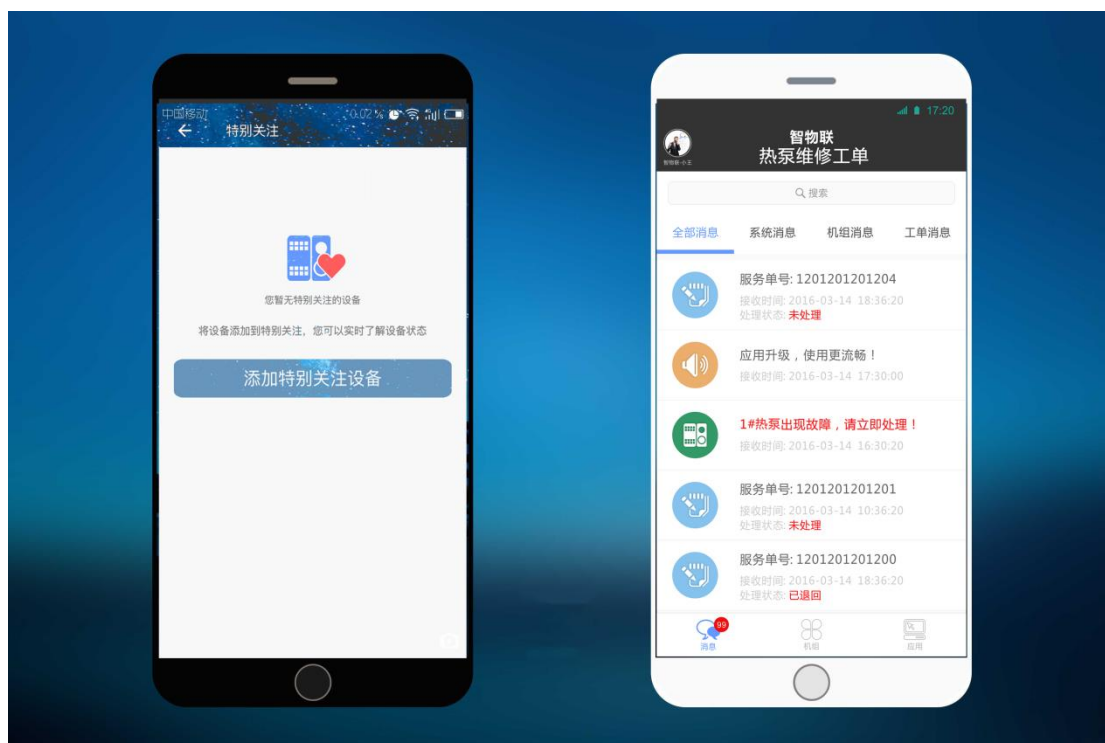 中国移动 0.02%
特别关注
您暂无特别关注的设备
将设备添加到特别关注，您可以实时了解设备状态
添加特别关注设备
17:20
智物联
热泵维修工单
智物联-小王
搜索
全部消息 系统消息 机组消息 工单消息
服务单号: 1201201201204
接收时间: 2016-03-14 18:36:20
处理状态: 未处理
应用升级，使用更流畅！
接收时间: 2016-03-14 17:30:00
1#热泵出现故障，请立即处理！
接收时间: 2016-03-14 16:30:20
服务单号: 1201201201201
接收时间: 2016-03-14 10:36:20
处理状态: 未处理
服务单号: 1201201201200
接收时间: 2016-03-14 18:36:20
处理状态: 已退回
99
消息 机组 应用